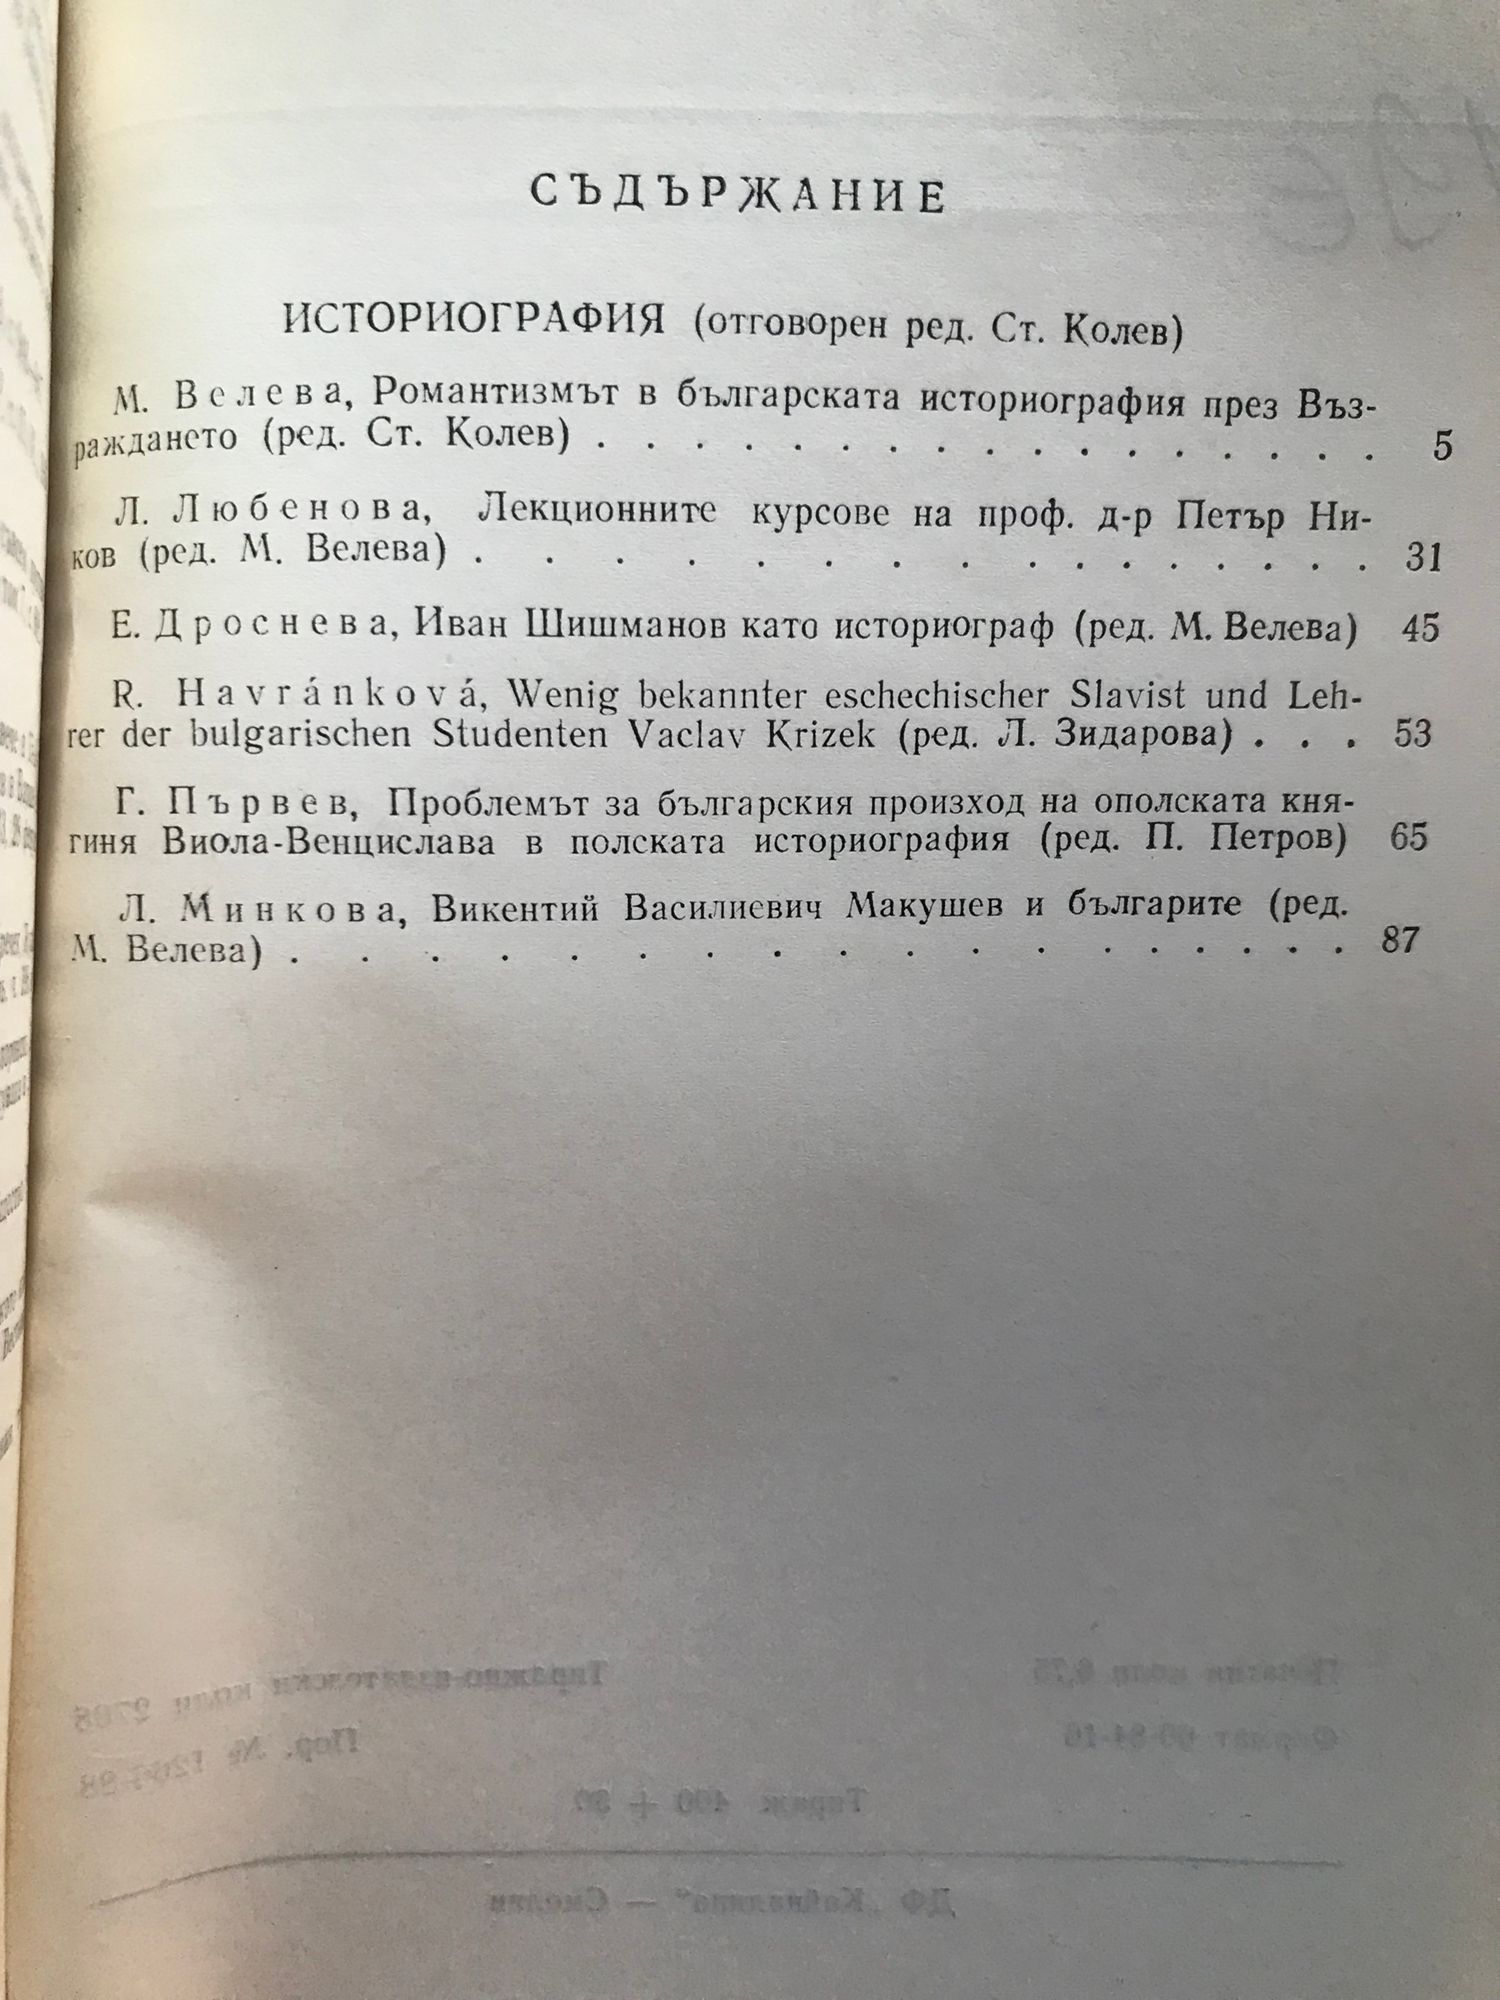 СЪДЪРЖАНИЕ
ИСТОРИОГРАФИЯ (отговорен ред. Ст. Колев)
М. Велева, Романтизмът в българската историография през Въз-
раждането (ред. Ст. Колев) . . . . . . . . . . . . . . . . . 5
Л. Любенова, Лекционните курсове на проф. д-р Петър Ни-
ков (ред. М. Велева) . . . . . . . . . . . . . . 31
Е. Дроснева, Иван Шишманов като историограф (ред. М. Велева) 45
R. Havránková, Wenig bekannter eschechischer Slavist und Leh-
rer der bulgarischen Studenten Vaclav Krizek (ред. Л. Зидарова) . . . 53
Г. Първев, Проблемът за българския произход на ополската кня-
гиня Виола-Венцислава в полската историография (ред. П. Петров) 65
Л. Минкова, Викентий Василиевич Макушев и българите (ред.
М. Велева) . . . . . . . . . . . . . . . . . 87